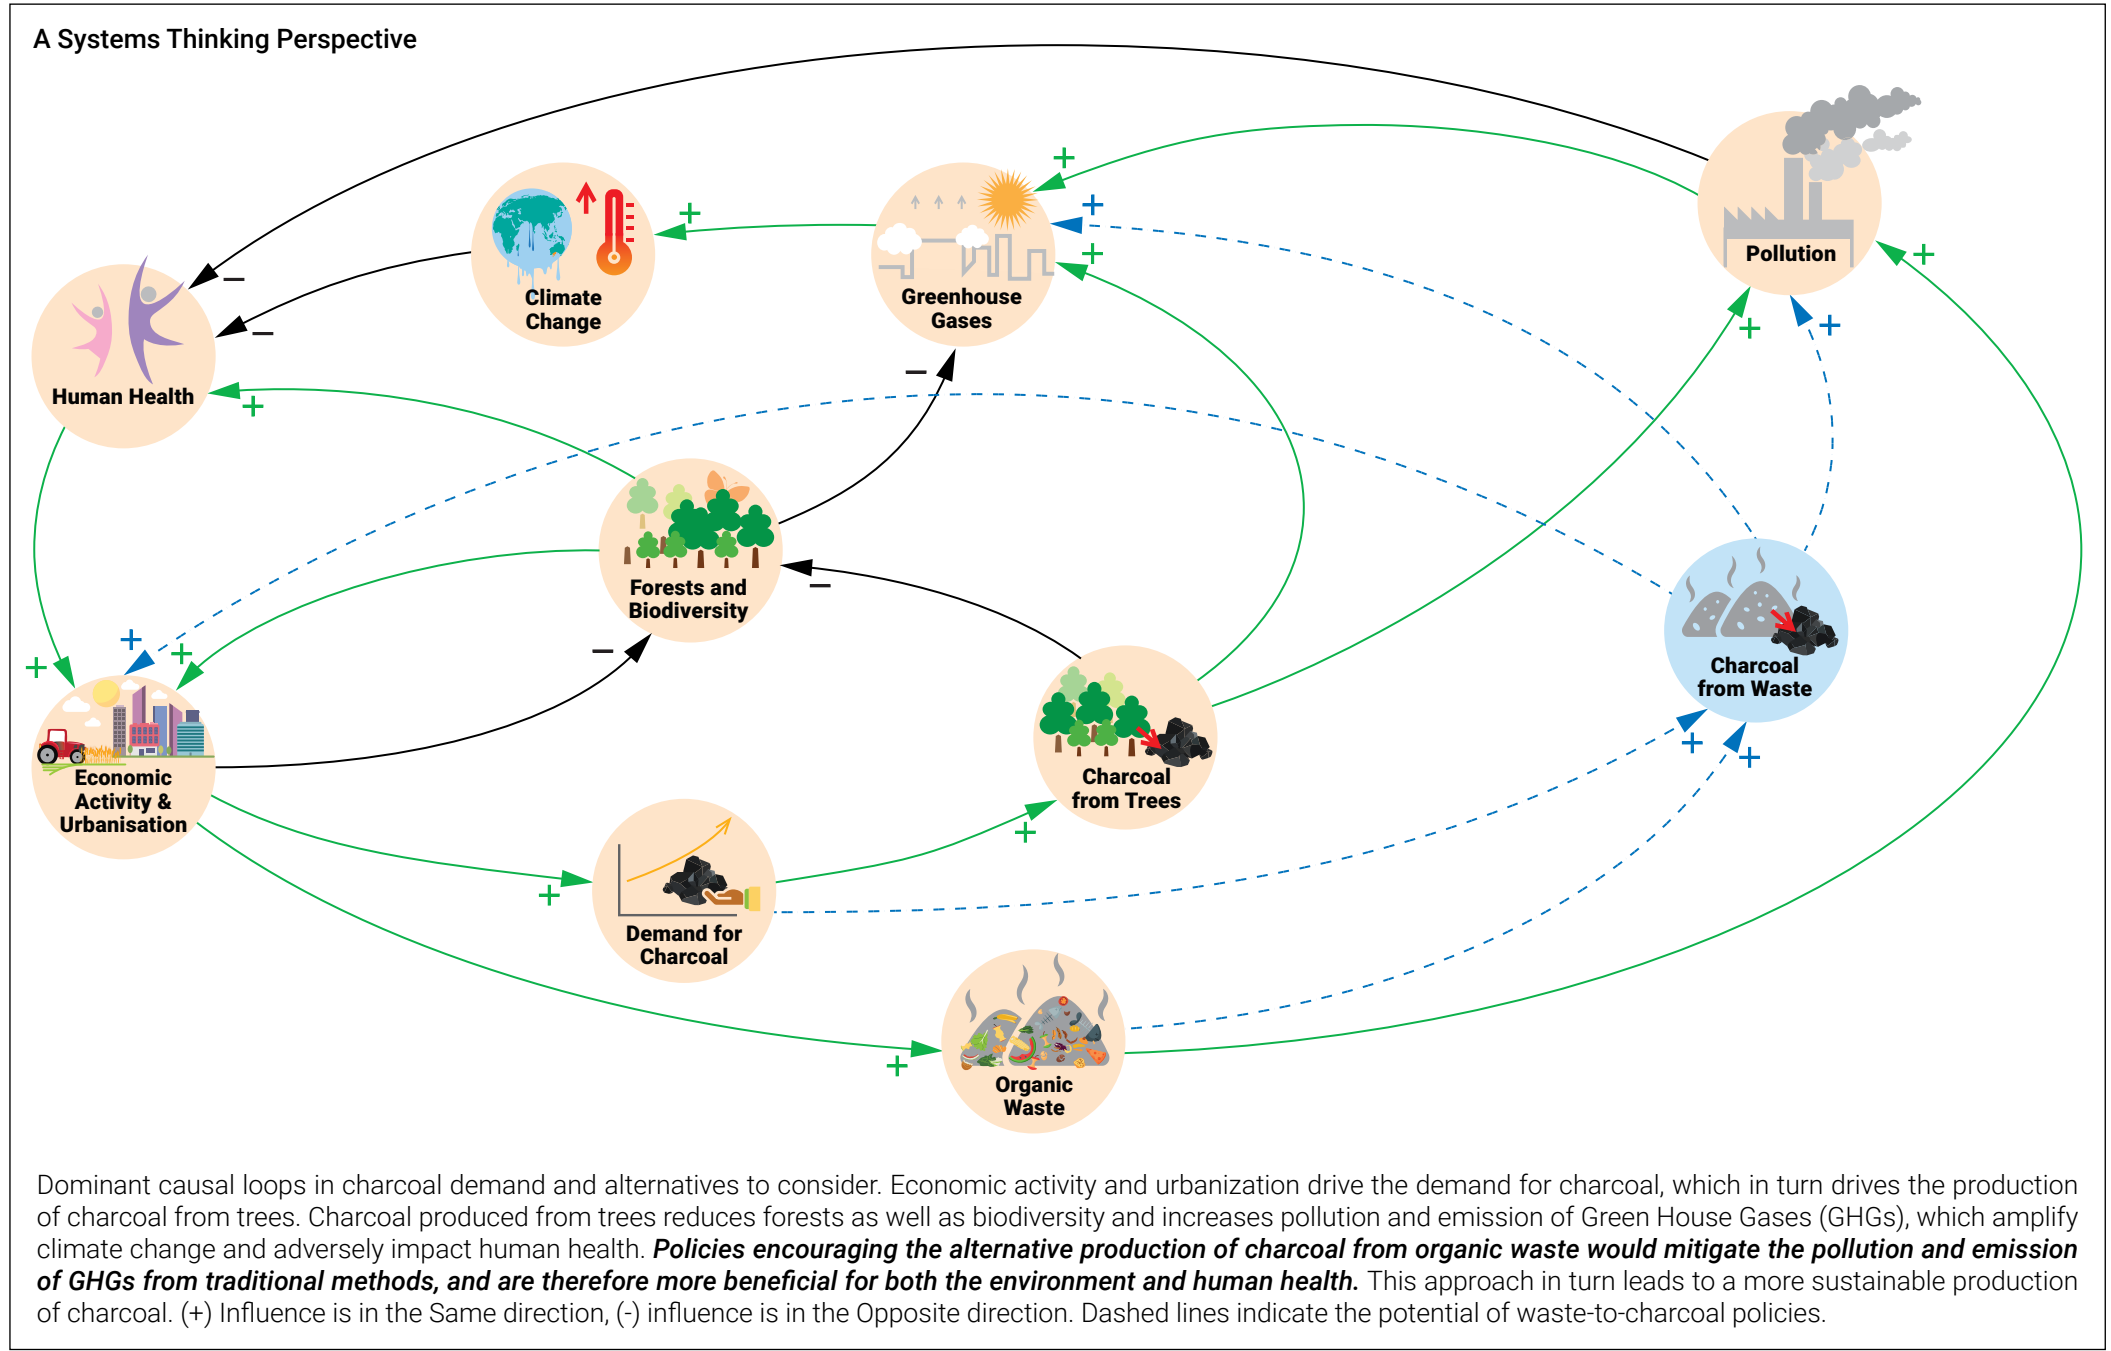 A Systems Thinking Perspective
+
+
+
+
Climate
Change
Greenhouse
Gases
Pollution
+
−
−
+
+
Human Health
+
−
Forests and
Biodiversity
−
−
+
+
+
Charcoal
from Waste
+
+
Economic
Activity &
Urbanisation
Charcoal
from Trees
+
+
Demand for
Charcoal
+
Organic
Waste
Dominant causal loops in charcoal demand and alternatives to consider. Economic activity and urbanization drive the demand for charcoal, which in turn drives the production
of charcoal from trees. Charcoal produced from trees reduces forests as well as biodiversity and increases pollution and emission of Green House Gases (GHGs), which amplify
climate change and adversely impact human health. Policies encouraging the alternative production of charcoal from organic waste would mitigate the pollution and emission
of GHGs from traditional methods, and are therefore more beneficial for both the environment and human health. This approach in turn leads to a more sustainable production
of charcoal. (+) Influence is in the Same direction, (-) influence is in the Opposite direction. Dashed lines indicate the potential of waste-to-charcoal policies.